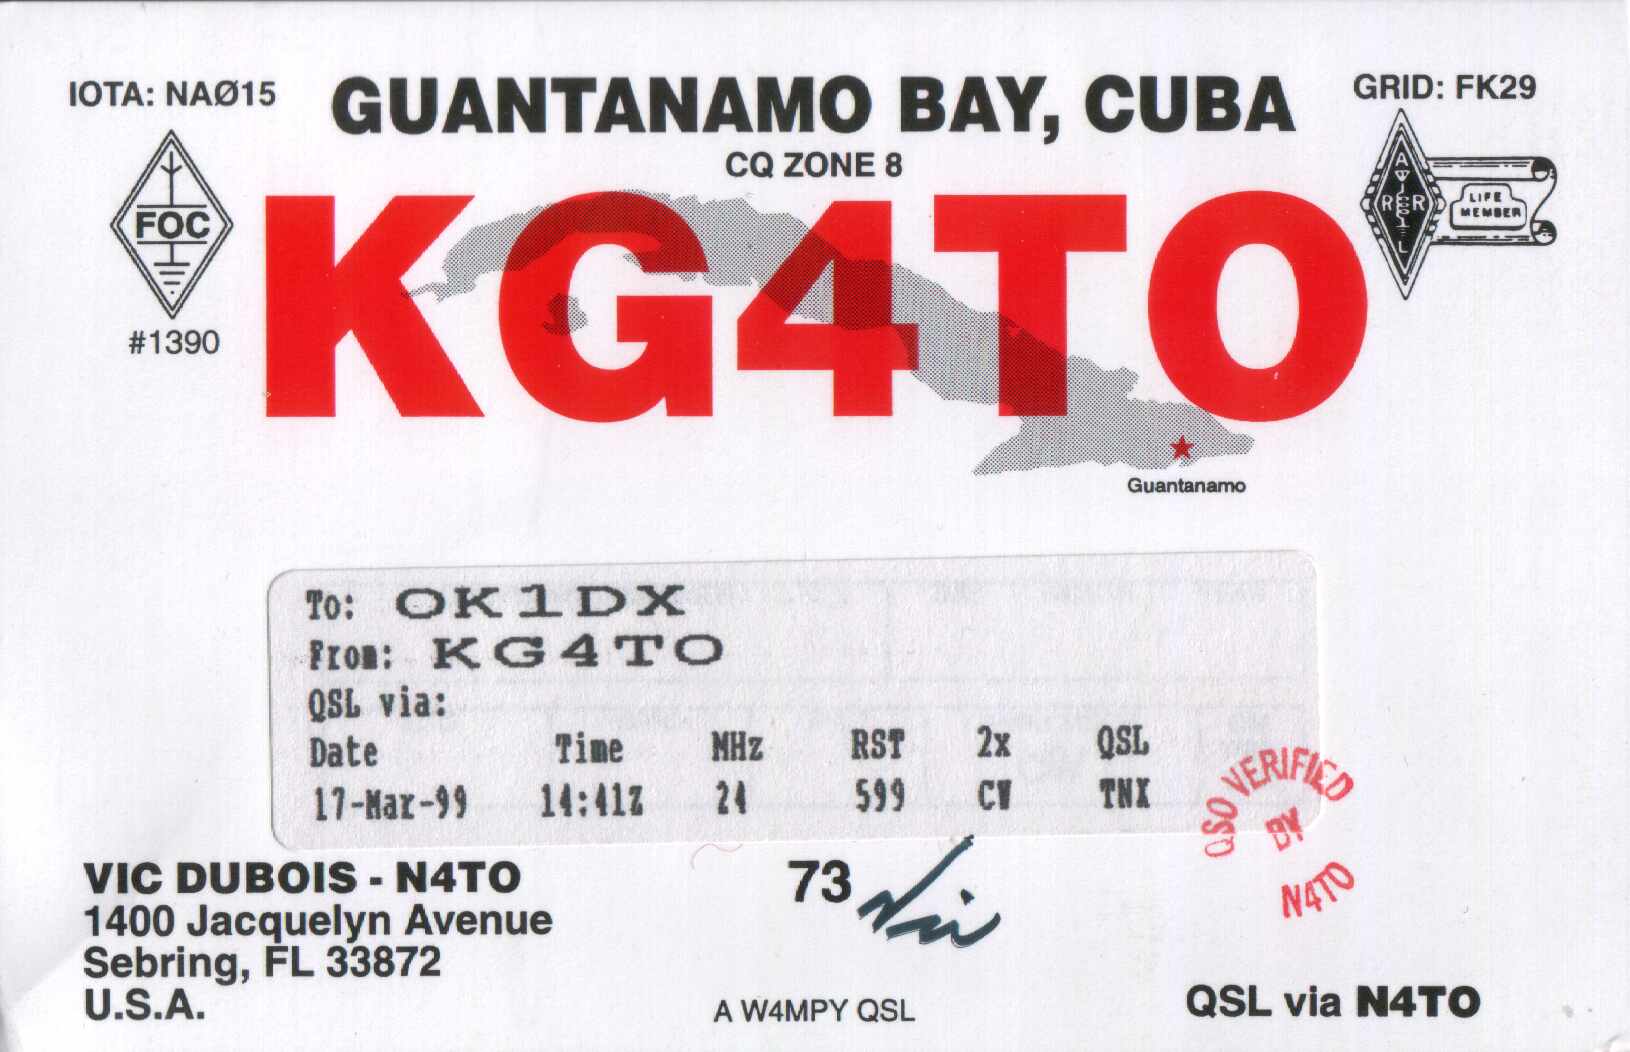 IOTA: NAØ15
GUANTANAMO BAY, CUBA
GRID: FK29
CQ ZONE 8
FOC
#1390
KG4TO
ARRL
LIFE
MEMBER
Guantanamo
To: OK1DX
From: KG4TO
QSL via:
Date Time MHz RST 2x QSL
17-Mar-99 14:41Z 24 599 CW TNX
QSO VERIFIED
BY
N4TO
VIC DUBOIS - N4TO
1400 Jacquelyn Avenue
Sebring, FL 33872
U.S.A.
73 Vic
A W4MPY QSL
QSL via N4TO